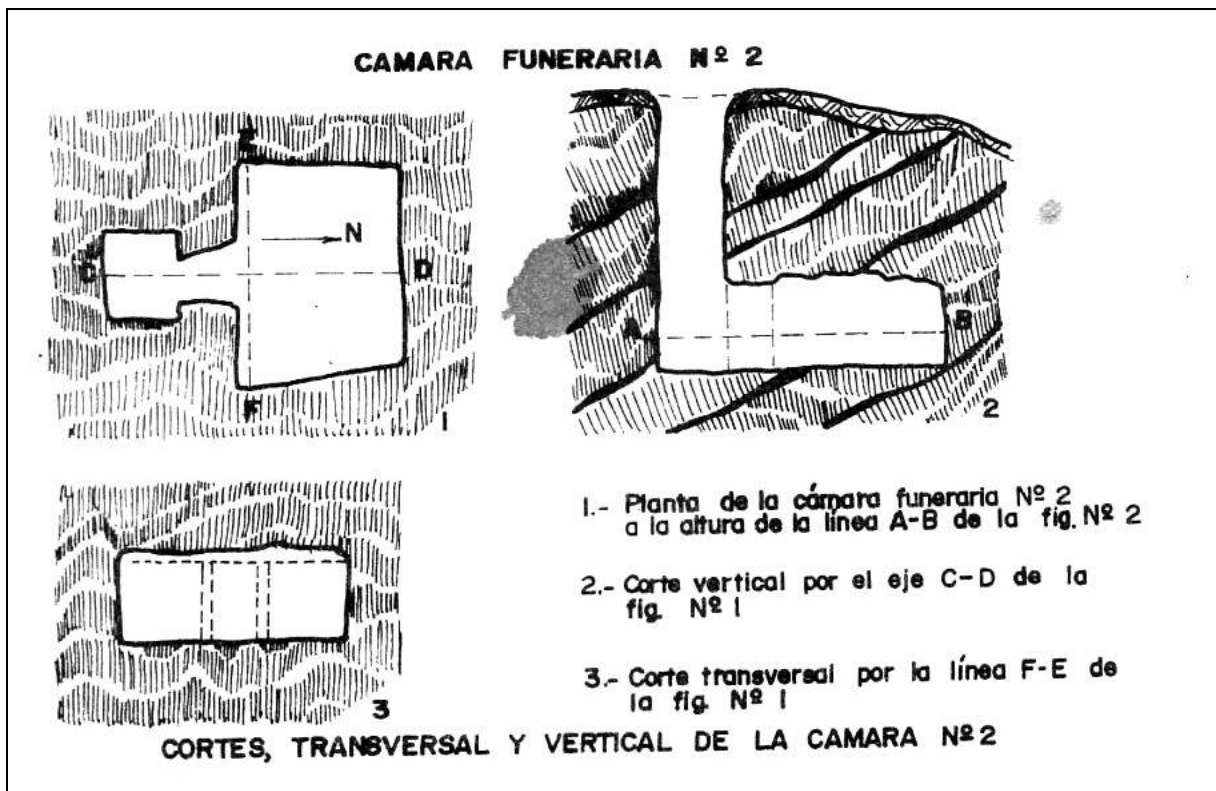 CAMARA FUNERARIA Nº 2
E
N
C
D
F
1
A
B
2
3
1.- Planta de la cámara funeraria Nº 2
a la altura de la línea A-B de la fig. Nº 2
2.- Corte vertical por el eje C-D de la
fig. Nº 1
3.- Corte transversal por la línea F-E de
la fig. Nº 1
CORTES, TRANSVERSAL Y VERTICAL DE LA CAMARA Nº 2